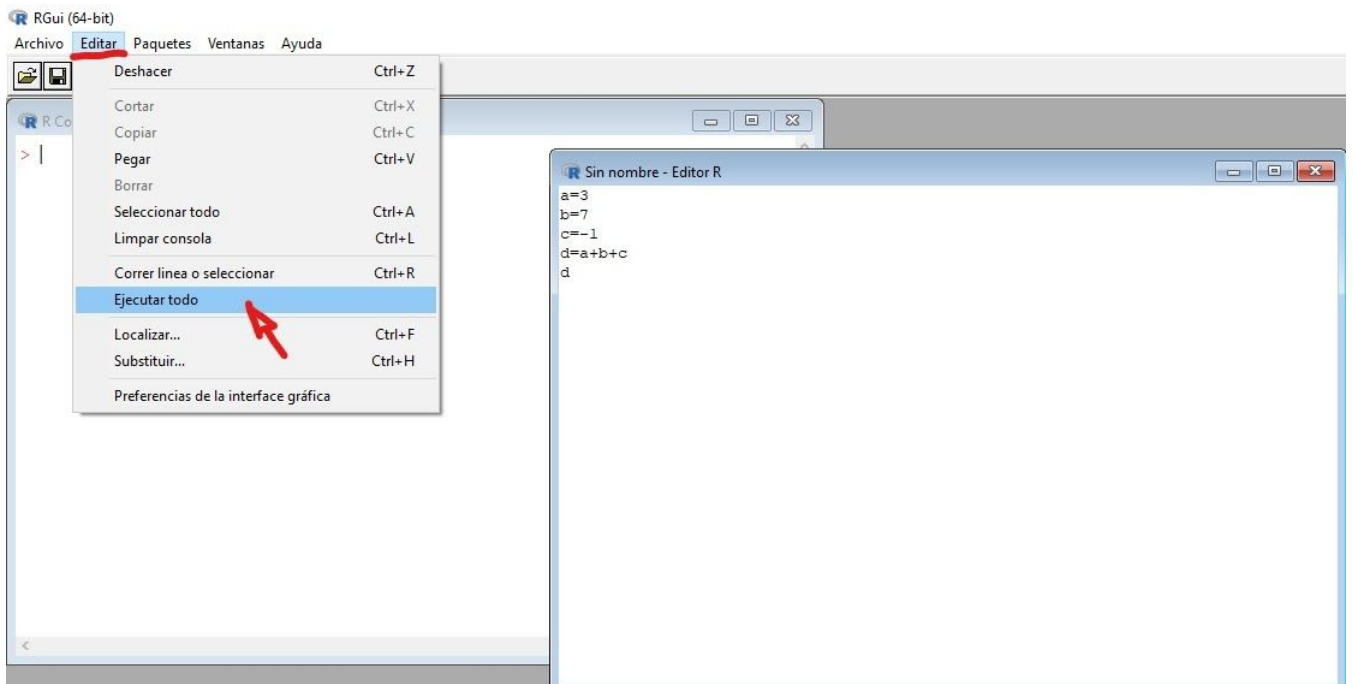 RGui (64-bit)
Archivo Editar Paquetes Ventanas Ayuda
Deshacer Ctrl+Z
Cortar Ctrl+X
Copiar Ctrl+C
Pegar Ctrl+V
Borrar
Seleccionar todo Ctrl+A
Limpar consola Ctrl+L
Correr linea o seleccionar Ctrl+R
Ejecutar todo
Localizar... Ctrl+F
Substituir... Ctrl+H
Preferencias de la interface gráfica
R Co
>
Sin nombre - Editor R
a=3
b=7
c=-1
d=a+b+c
d